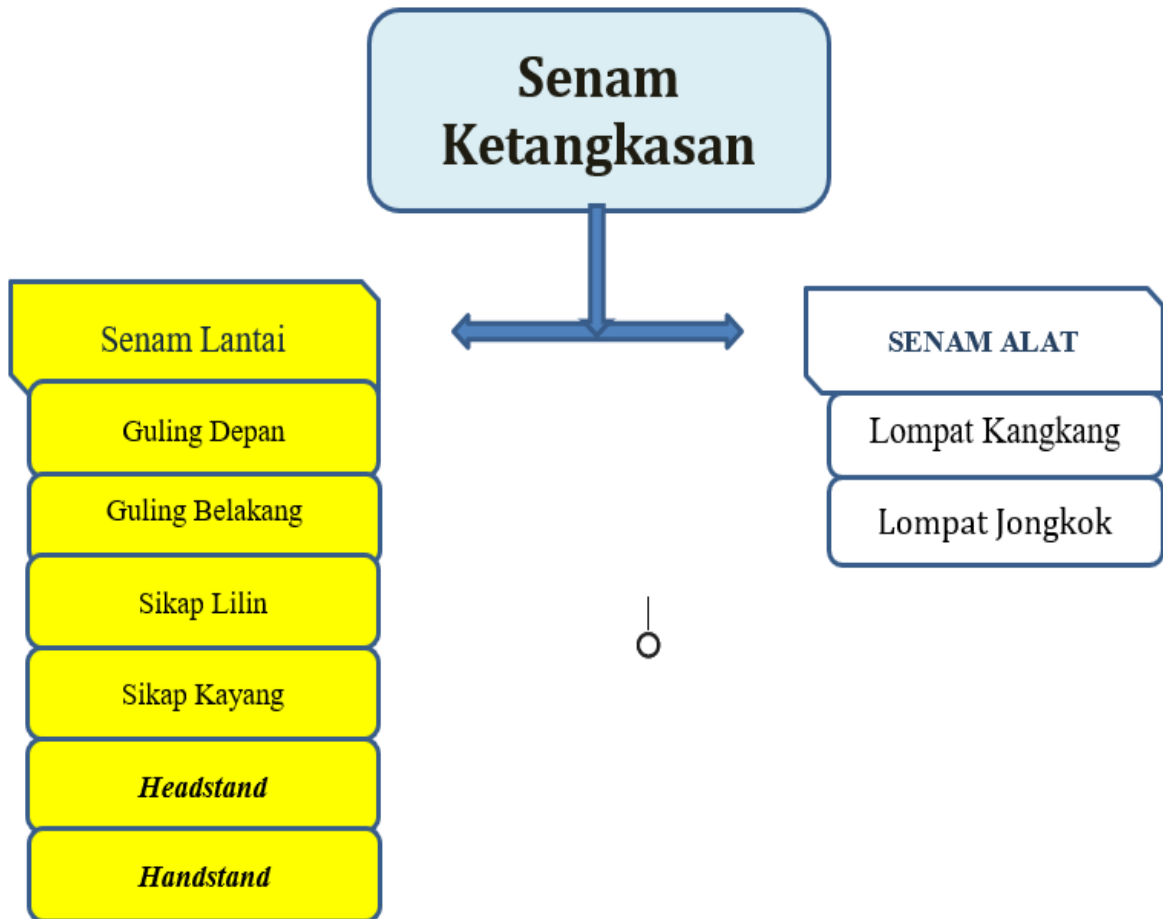 Senam
Ketangkasan
Senam Lantai
Guling Depan
Guling Belakang
Sikap Lilin
Sikap Kayang
Headstand
Handstand
SENAM ALAT
Lompat Kangkang
Lompat Jongkok